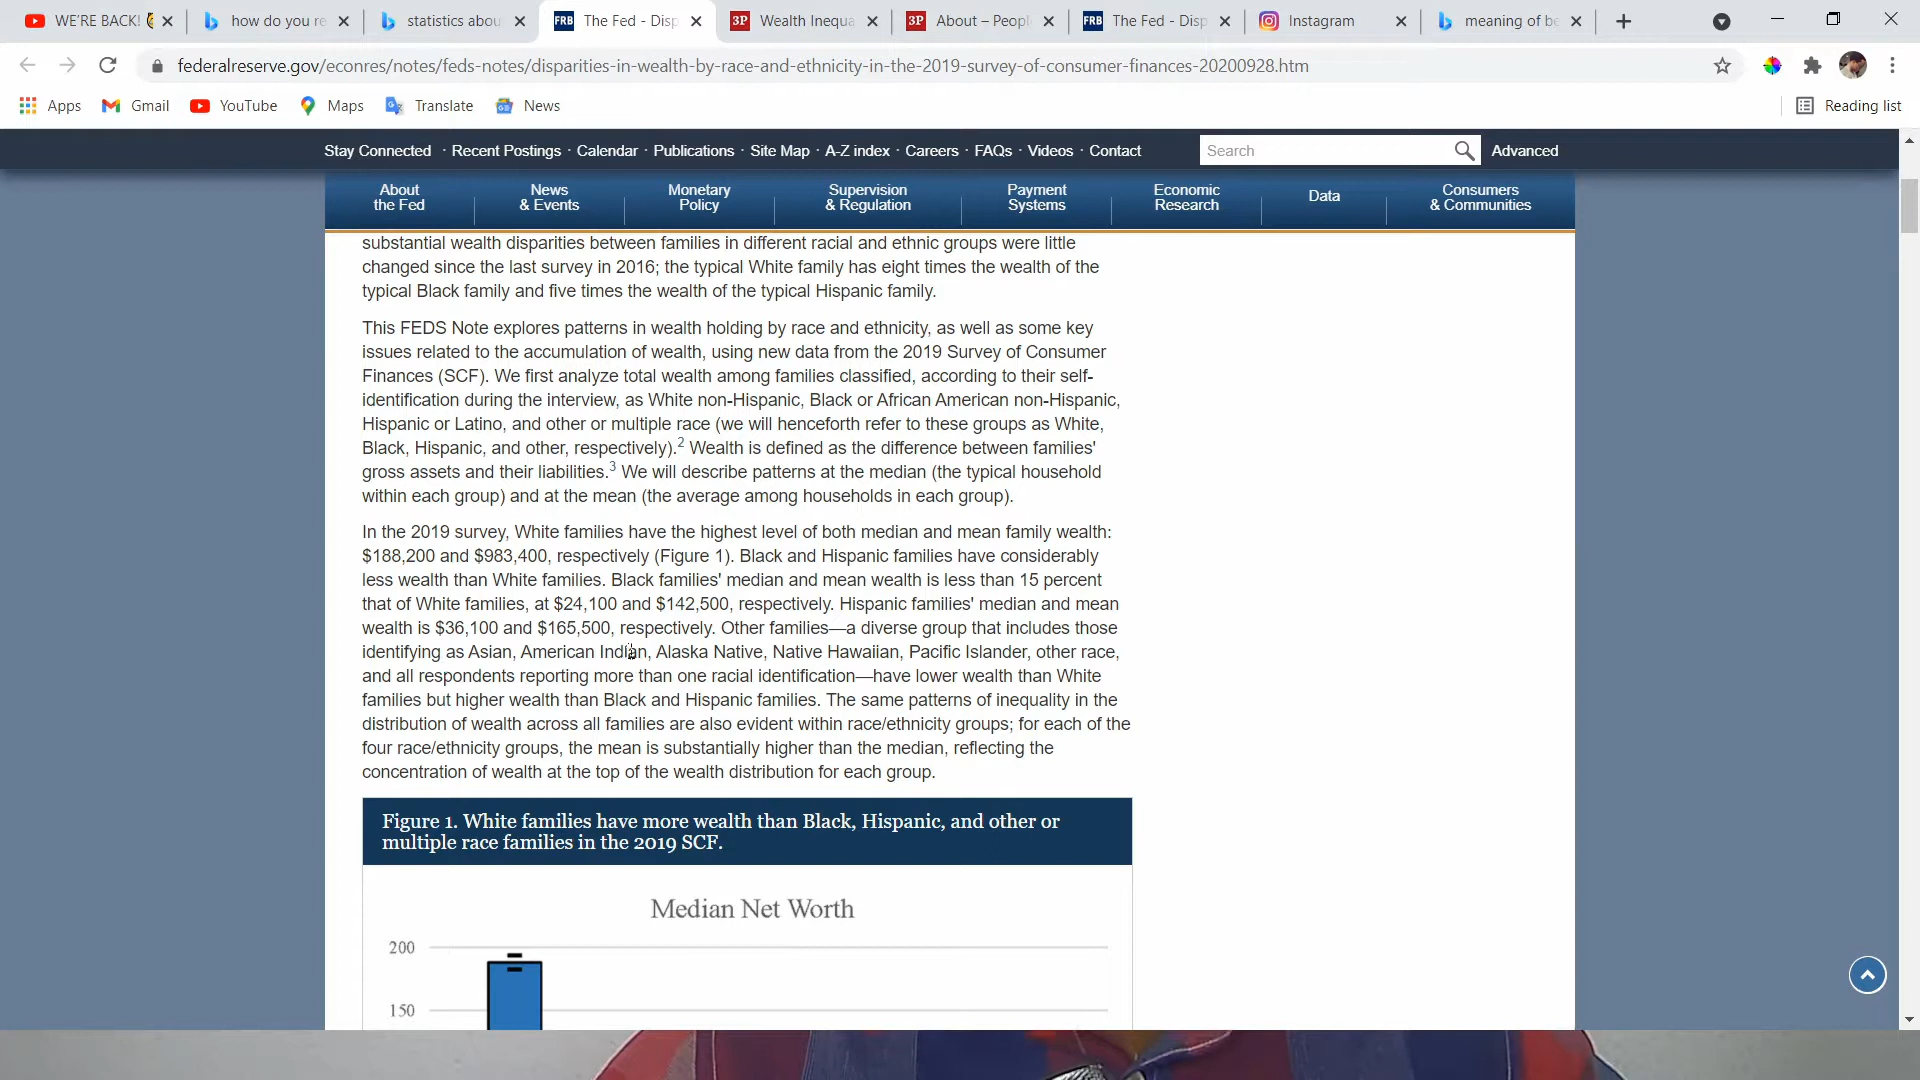 WE'RE BACK!
how do you re
statistics abou
FRB The Fed - Disp
3P Wealth Inequa
3P About – Peopl
FRB The Fed - Disp
Instagram
meaning of be
federalreserve.gov/econres/notes/feds-notes/disparities-in-wealth-by-race-and-ethnicity-in-the-2019-survey-of-consumer-finances-20200928.htm
Apps Gmail YouTube Maps Translate News Reading list
Stay Connected · Recent Postings · Calendar · Publications · Site Map · A-Z index · Careers · FAQs · Videos · Contact Search Advanced
About
the Fed
News
& Events
Monetary
Policy
Supervision
& Regulation
Payment
Systems
Economic
Research
Data
Consumers
& Communities
substantial wealth disparities between families in different racial and ethnic groups were little
changed since the last survey in 2016; the typical White family has eight times the wealth of the
typical Black family and five times the wealth of the typical Hispanic family.
This FEDS Note explores patterns in wealth holding by race and ethnicity, as well as some key
issues related to the accumulation of wealth, using new data from the 2019 Survey of Consumer
Finances (SCF). We first analyze total wealth among families classified, according to their self-
identification during the interview, as White non-Hispanic, Black or African American non-Hispanic,
Hispanic or Latino, and other or multiple race (we will henceforth refer to these groups as White,
Black, Hispanic, and other, respectively).2 Wealth is defined as the difference between families'
gross assets and their liabilities.3 We will describe patterns at the median (the typical household
within each group) and at the mean (the average among households in each group).
In the 2019 survey, White families have the highest level of both median and mean family wealth:
$188,200 and $983,400, respectively (Figure 1). Black and Hispanic families have considerably
less wealth than White families. Black families' median and mean wealth is less than 15 percent
that of White families, at $24,100 and $142,500, respectively. Hispanic families' median and mean
wealth is $36,100 and $165,500, respectively. Other families—a diverse group that includes those
identifying as Asian, American Indian, Alaska Native, Native Hawaiian, Pacific Islander, other race,
and all respondents reporting more than one racial identification—have lower wealth than White
families but higher wealth than Black and Hispanic families. The same patterns of inequality in the
distribution of wealth across all families are also evident within race/ethnicity groups; for each of the
four race/ethnicity groups, the mean is substantially higher than the median, reflecting the
concentration of wealth at the top of the wealth distribution for each group.
Figure 1. White families have more wealth than Black, Hispanic, and other or
multiple race families in the 2019 SCF.
Median Net Worth
200
150